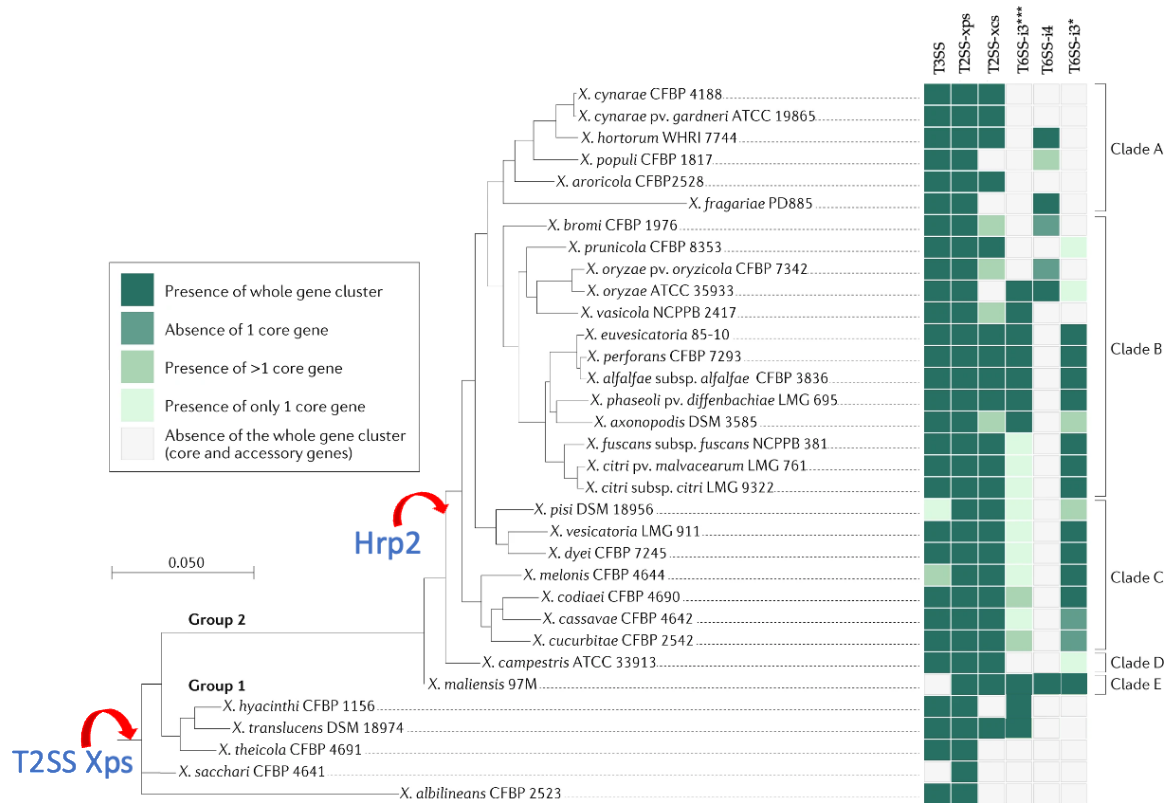 T3SS
T2SS-xps
T2SS-xcs
T6SS-i3***
T6SS-i4
T6SS-i3*
X. cynarae CFBP 4188
X. cynarae pv. gardneri ATCC 19865
X. hortorum WHRI 7744
X. populi CFBP 1817
X. aroricola CFBP2528
X. fragariae PD885
Clade A
X. bromi CFBP 1976
X. prunicola CFBP 8353
X. oryzae pv. oryzicola CFBP 7342
X. oryzae ATCC 35933
X. vasicola NCPPB 2417
X. euvesicatoria 85-10
X. perforans CFBP 7293
X. alfalfae subsp. alfalfae CFBP 3836
X. phaseoli pv. diffenbachiae LMG 695
X. axonopodis DSM 3585
X. fuscans subsp. fuscans NCPPB 381
X. citri pv. malvacearum LMG 761
X. citri subsp. citri LMG 9322
Clade B
X. pisi DSM 18956
X. vesicatoria LMG 911
X. dyei CFBP 7245
X. melonis CFBP 4644
X. codiaei CFBP 4690
X. cassavae CFBP 4642
X. cucurbitae CFBP 2542
Clade C
X. campestris ATCC 33913
Clade D
X. maliensis 97M
Clade E
X. hyacinthi CFBP 1156
X. translucens DSM 18974
X. theicola CFBP 4691
X. sacchari CFBP 4641
X. albilineans CFBP 2523
Presence of whole gene cluster
Absence of 1 core gene
Presence of >1 core gene
Presence of only 1 core gene
Absence of the whole gene cluster
(core and accessory genes)
Hrp2
0.050
Group 2
Group 1
T2SS Xps